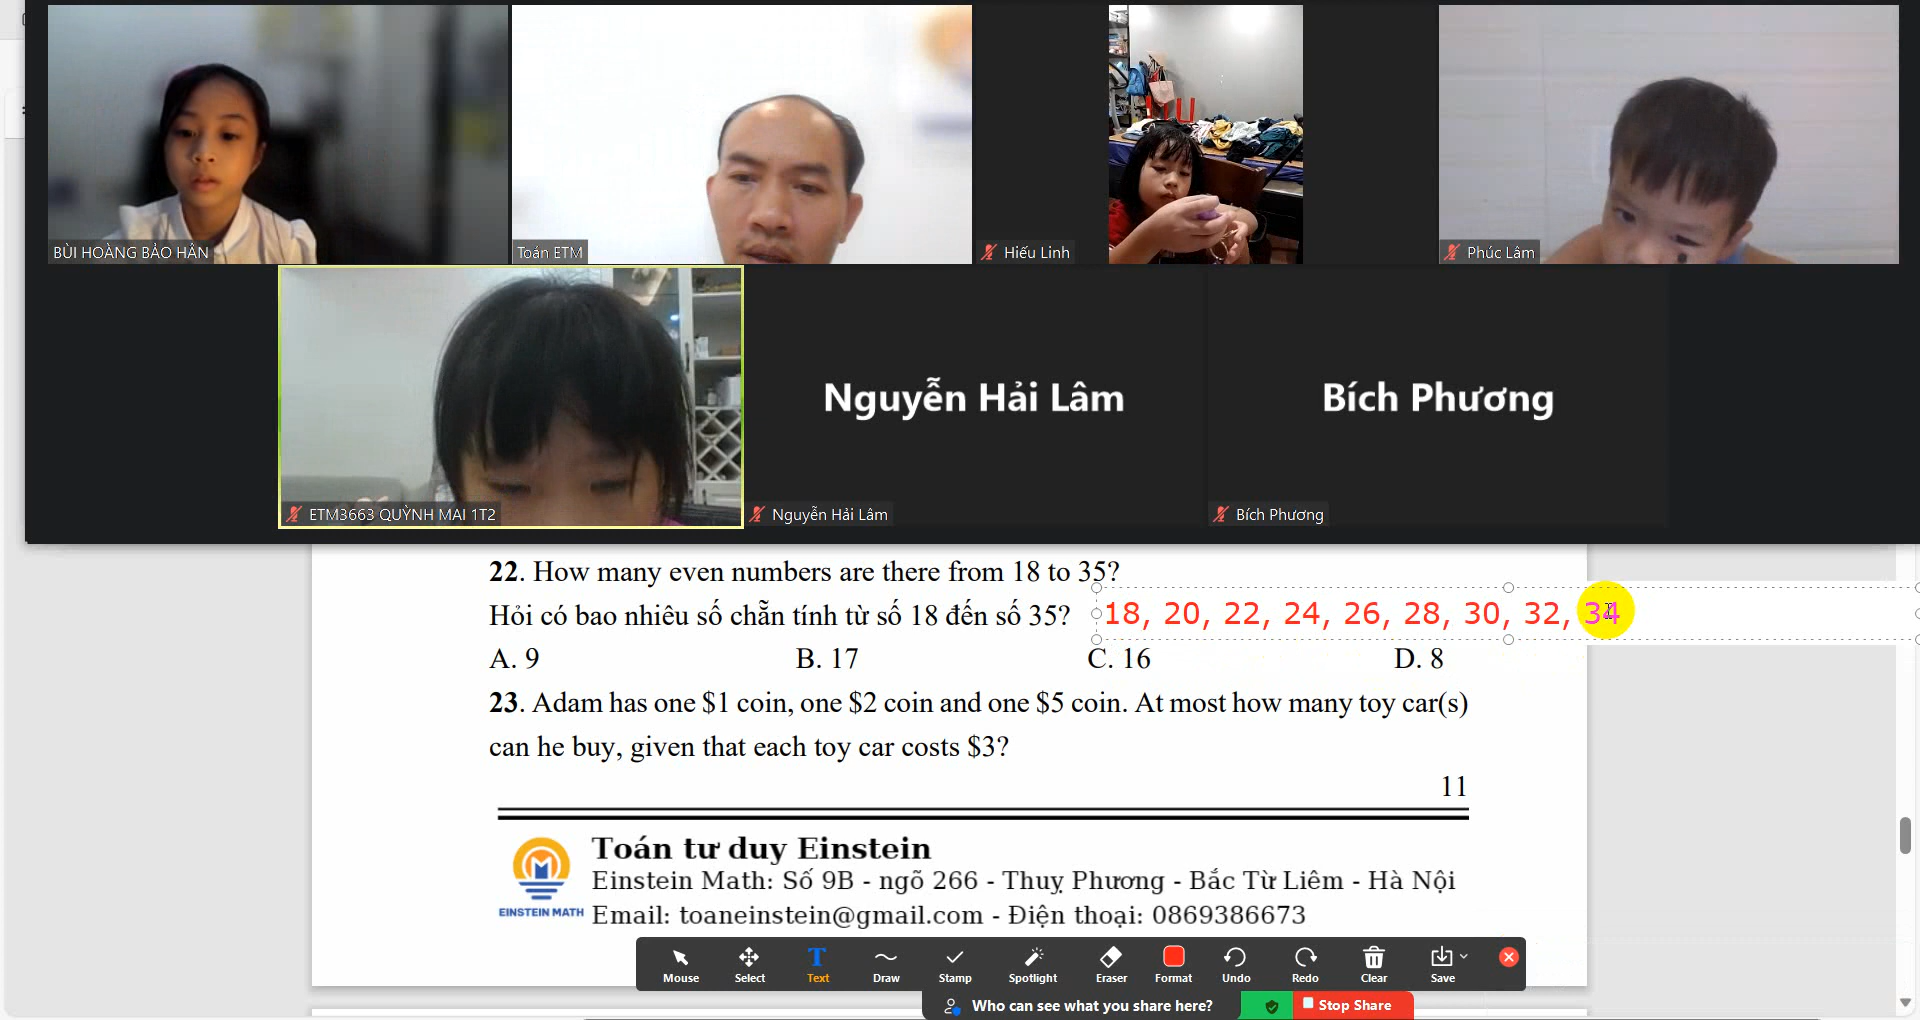 BÙI HOÀNG BẢO HÂN
Toán ETM
Hiếu Linh
Phúc Lâm
Nguyễn Hải Lâm
Bích Phương
ETM3663 QUỲNH MAI 1T2
Nguyễn Hải Lâm
Bích Phương
22. How many even numbers are there from 18 to 35?
Hỏi có bao nhiêu số chẵn tính từ số 18 đến số 35? 18, 20, 22, 24, 26, 28, 30, 32, 34
A. 9 B. 17 C. 16 D. 8
23. Adam has one $1 coin, one $2 coin and one $5 coin. At most how many toy car(s)
can he buy, given that each toy car costs $3?
11
Toán tư duy Einstein
Einstein Math: Số 9B - ngõ 266 - Thuỵ Phương - Bắc Từ Liêm - Hà Nội
EINSTEIN MATH
Email: toaneinstein@gmail.com - Điện thoại: 0869386673
Mouse Select Text Draw Stamp Spotlight Eraser Format Undo Redo Clear Save
Who can see what you share here? Stop Share